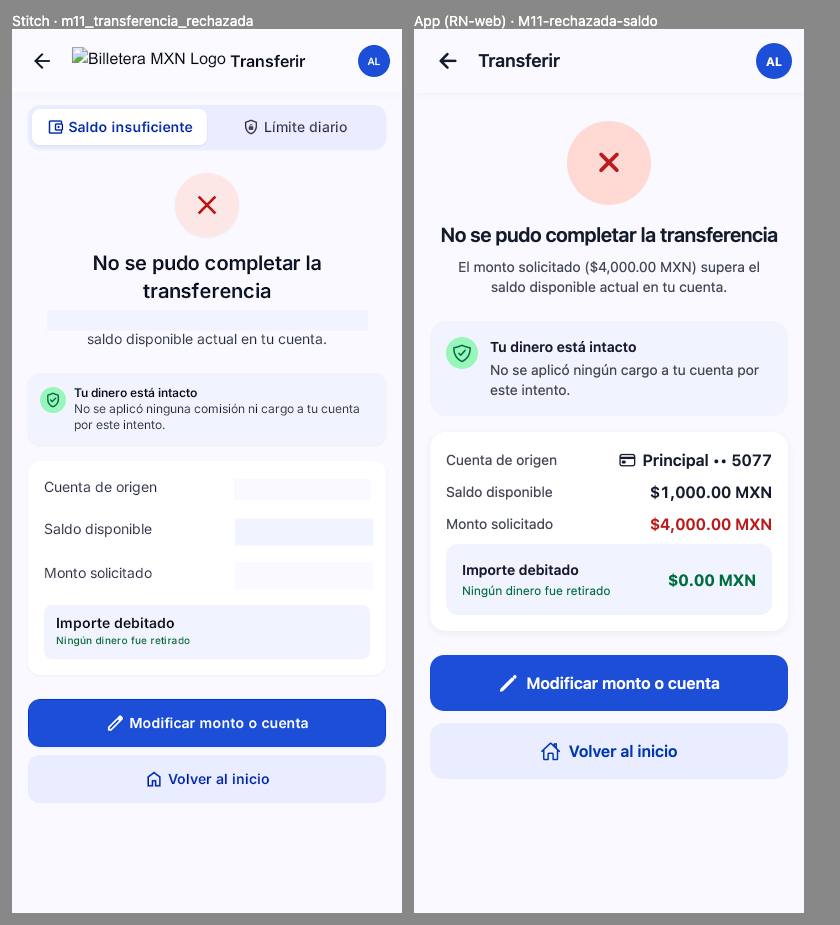 Stitch · m11_transferencia_rechazada
Billetera MXN Logo Transferir
AL
Saldo insuficiente
Límite diario
No se pudo completar la
transferencia
saldo disponible actual en tu cuenta.
Tu dinero está intacto
No se aplicó ninguna comisión ni cargo a tu cuenta
por este intento.
Cuenta de origen
Saldo disponible
Monto solicitado
Importe debitado
Ningún dinero fue retirado
Modificar monto o cuenta
Volver al inicio
App (RN-web) · M11-rechazada-saldo
Transferir
AL
No se pudo completar la transferencia
El monto solicitado ($4,000.00 MXN) supera el
saldo disponible actual en tu cuenta.
Tu dinero está intacto
No se aplicó ningún cargo a tu cuenta por
este intento.
Cuenta de origen
Principal •• 5077
Saldo disponible
$1,000.00 MXN
Monto solicitado
$4,000.00 MXN
Importe debitado
Ningún dinero fue retirado
$0.00 MXN
Modificar monto o cuenta
Volver al inicio